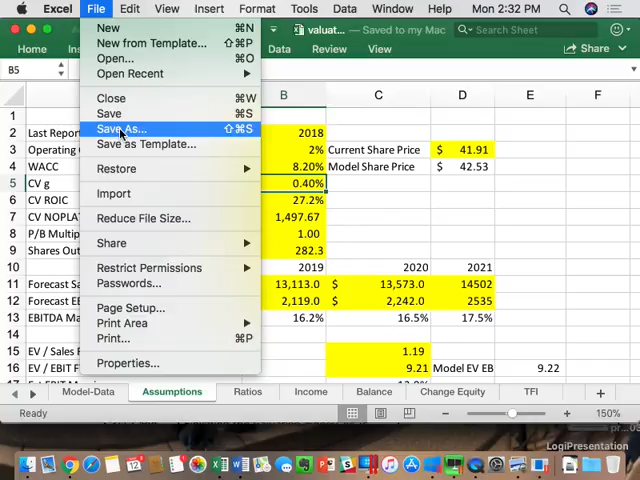 Excel File Edit View Insert Format Tools Data Window Help Mon 2:32 PM
valuat... — Saved to my Mac
Search Sheet
Home
Data Review View
Share
B5
New ⌘N
New from Template... ⇧⌘P
Open... ⌘O
Open Recent
Close ⌘W
Save ⌘S
Save As... ⇧⌘S
Save as Template...
Restore
Import
Reduce File Size...
Share
Restrict Permissions
Passwords...
Page Setup...
Print Area
Print... ⌘P
Properties...
B C D E F
1
2 Last Report 2018
3 Operating 2% Current Share Price $ 41.91
4 WACC 8.20% Model Share Price $ 42.53
5 CV g 0.40%
6 CV ROIC 27.2%
7 CV NOPLA 1,497.67
8 P/B Multip 1.00
9 Shares Out 282.3
10 2019 2020 2021
11 Forecast Sa 13,113.0 $ 13,573.0 14502
12 Forecast EB 2,119.0 $ 2,242.0 2535
13 EBITDA Ma 16.2% 16.5% 17.5%
14
15 EV / Sales F 1.19
16 EV / EBIT F 9.21 Model EV EB 9.22
17
Model-Data Assumptions Ratios Income Balance Change Equity TFI
Ready 150%
LogiPresentation